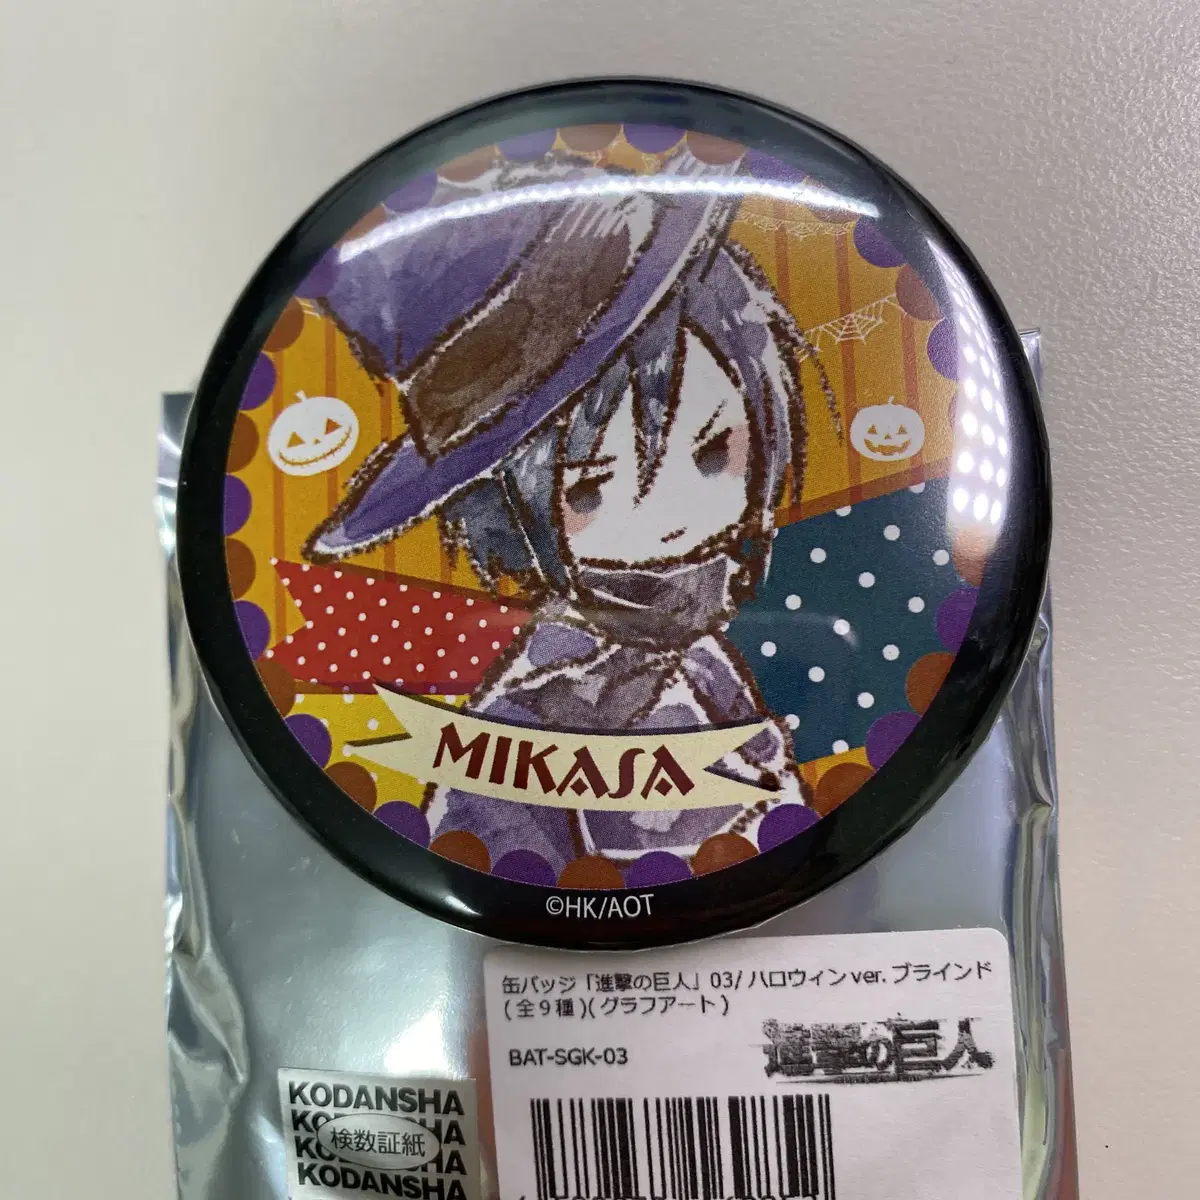 MIKASA
©HK/AOT
缶バッジ「進撃の巨人」03/ ハロウィンver. ブラインド
(全9種)(グラフアート)
BAT-SGK-03
進撃の巨人
KODANSHA
検数証紙
KODANSHA